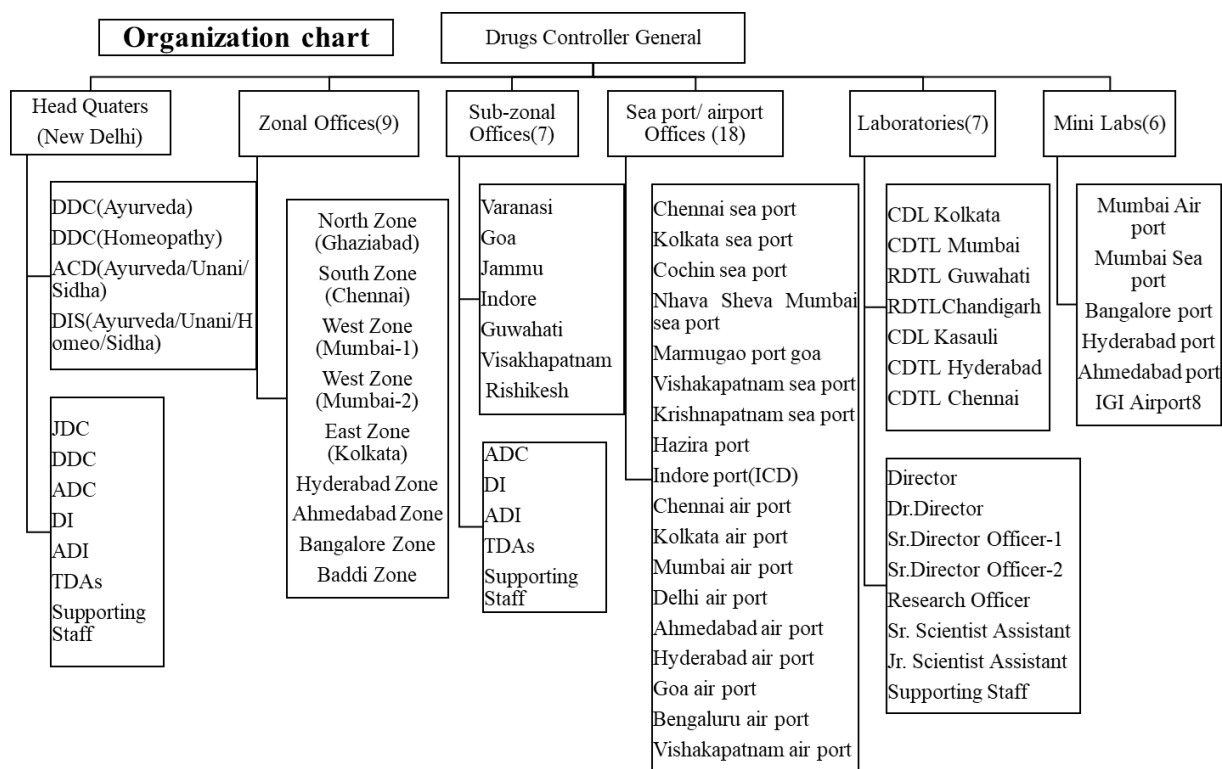 Organization chart
Drugs Controller General
Head Quaters
(New Delhi)
Zonal Offices(9)
Sub-zonal
Offices(7)
Sea port/ airport
Offices (18)
Laboratories(7)
Mini Labs(6)
DDC(Ayurveda)
DDC(Homeopathy)
ACD(Ayurveda/Unani/
Sidha)
DIS(Ayurveda/Unani/H
omeo/Sidha)
JDC
DDC
ADC
DI
ADI
TDAs
Supporting
Staff
North Zone
(Ghaziabad)
South Zone
(Chennai)
West Zone
(Mumbai-1)
West Zone
(Mumbai-2)
East Zone
(Kolkata)
Hyderabad Zone
Ahmedabad Zone
Bangalore Zone
Baddi Zone
Varanasi
Goa
Jammu
Indore
Guwahati
Visakhapatnam
Rishikesh
ADC
DI
ADI
TDAs
Supporting
Staff
Chennai sea port
Kolkata sea port
Cochin sea port
Nhava Sheva Mumbai
sea port
Marmugao port goa
Vishakapatnam sea port
Krishnapatnam sea port
Hazira port
Indore port(ICD)
Chennai air port
Kolkata air port
Mumbai air port
Delhi air port
Ahmedabad air port
Hyderabad air port
Goa air port
Bengaluru air port
Vishakapatnam air port
CDL Kolkata
CDTL Mumbai
RDTL Guwahati
RDTLChandigarh
CDL Kasauli
CDTL Hyderabad
CDTL Chennai
Director
Dr.Director
Sr.Director Officer-1
Sr.Director Officer-2
Research Officer
Sr. Scientist Assistant
Jr. Scientist Assistant
Supporting Staff
Mumbai Air
port
Mumbai Sea
port
Bangalore port
Hyderabad port
Ahmedabad port
IGI Airport8